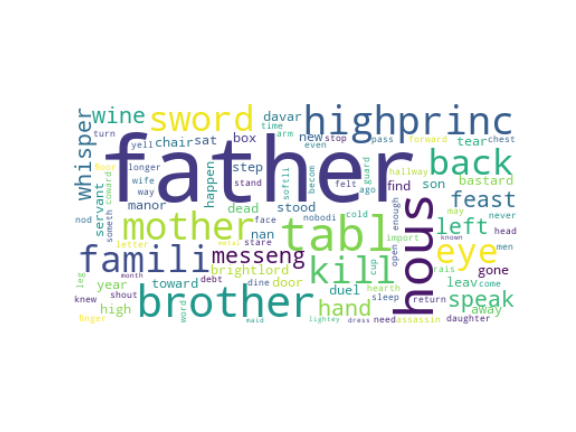 whisper
wine
sword
davar
time
arm
new
stop
pass
highprinc
forward
tear
chest
turn
yell
chair
sat
box
even
father
back
servant
nod
longer
wife
way
manor
coward
floor
someth
happen
step
stand
softli
becom
felt
ago
guard
hallway
find
son
bastard
feast
dead
nan
stood
nobodi
cold
enough
may
never
mother
face
tabl
hous
left
eye
import
known
head
men
letter
metal
stare
messeng
open
famili
brightlord
door
kill
cup
rais
gone
leg
year
month
debt
toward
dine
duel
hearth
leav
return
come
knew
shout
high
word
brother
hand
sleep
speak
away
finger
maid
lightey
dress
need
assassin
daughter